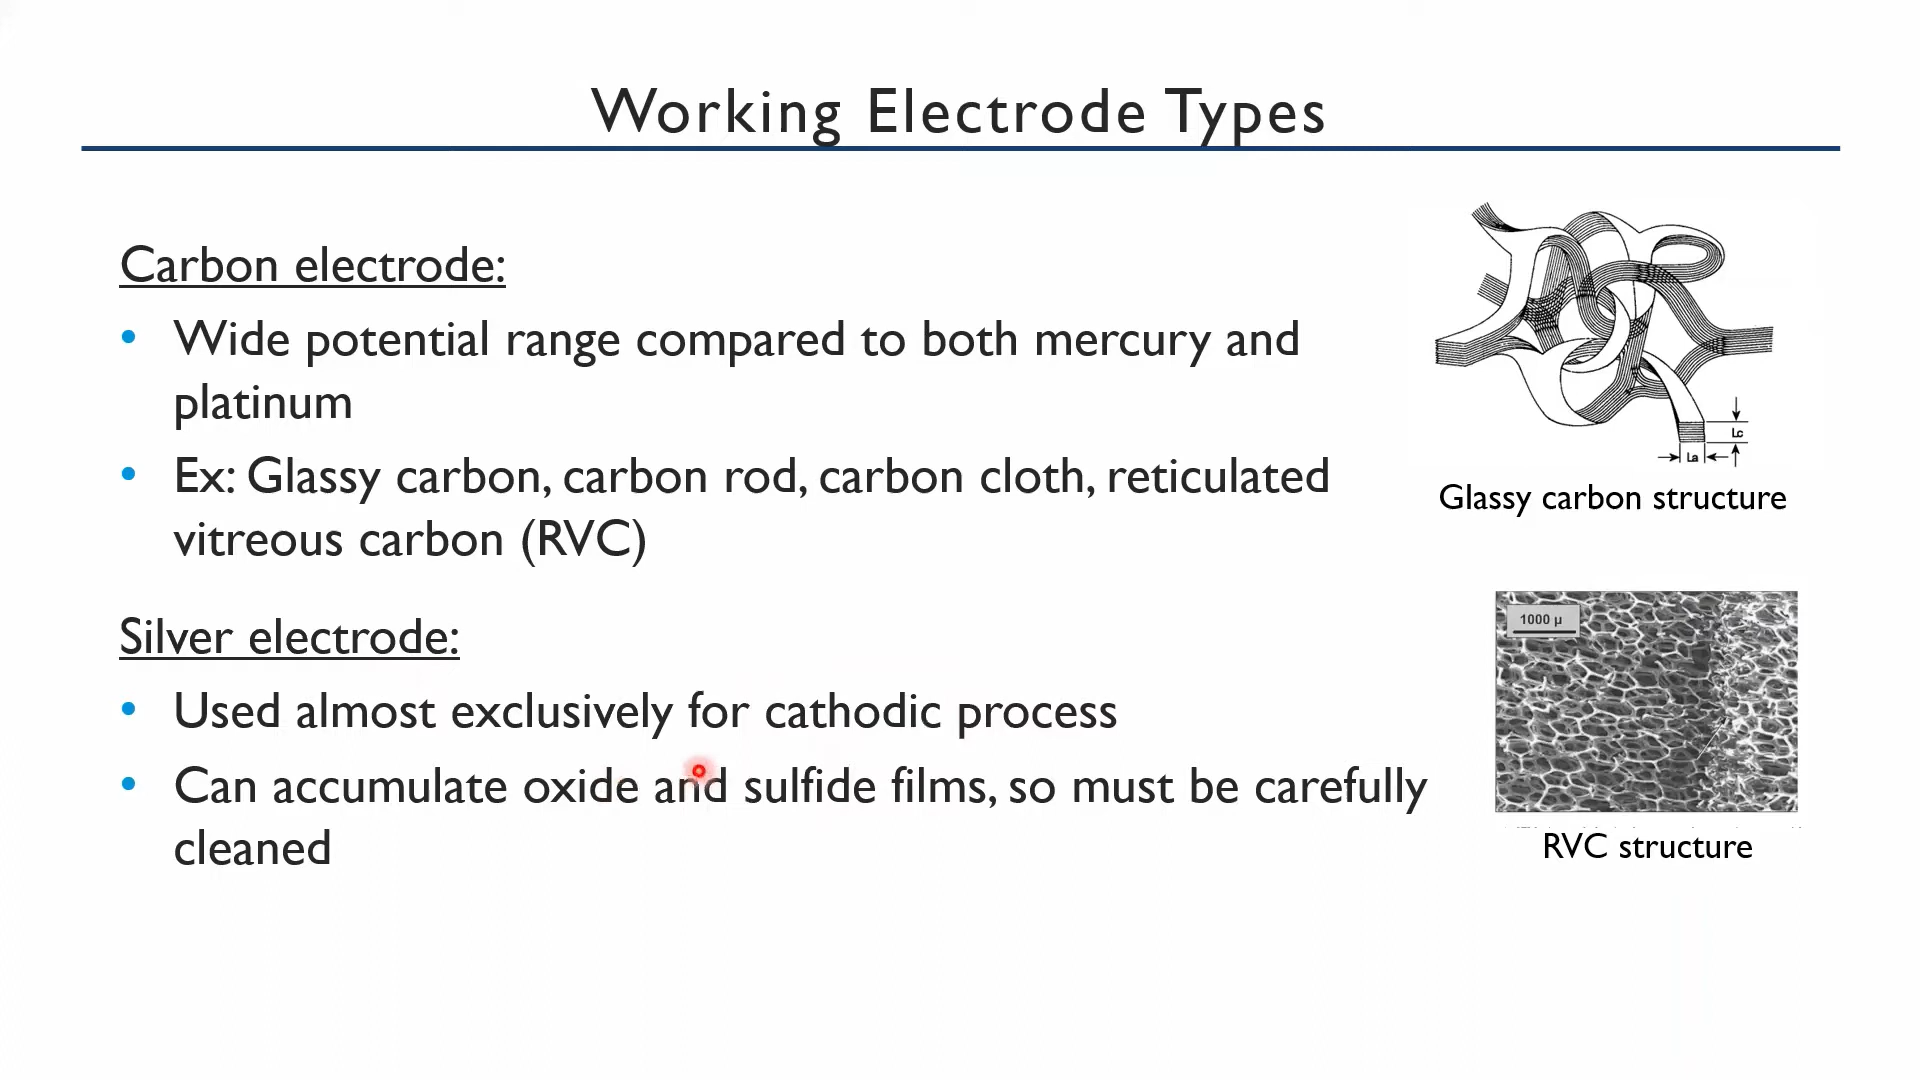 Working Electrode Types
Carbon electrode:
• Wide potential range compared to both mercury and
platinum
• Ex: Glassy carbon, carbon rod, carbon cloth, reticulated
vitreous carbon (RVC)
Lc
La
Glassy carbon structure
Silver electrode:
• Used almost exclusively for cathodic process
• Can accumulate oxide and sulfide films, so must be carefully
cleaned
1000 µ
RVC structure